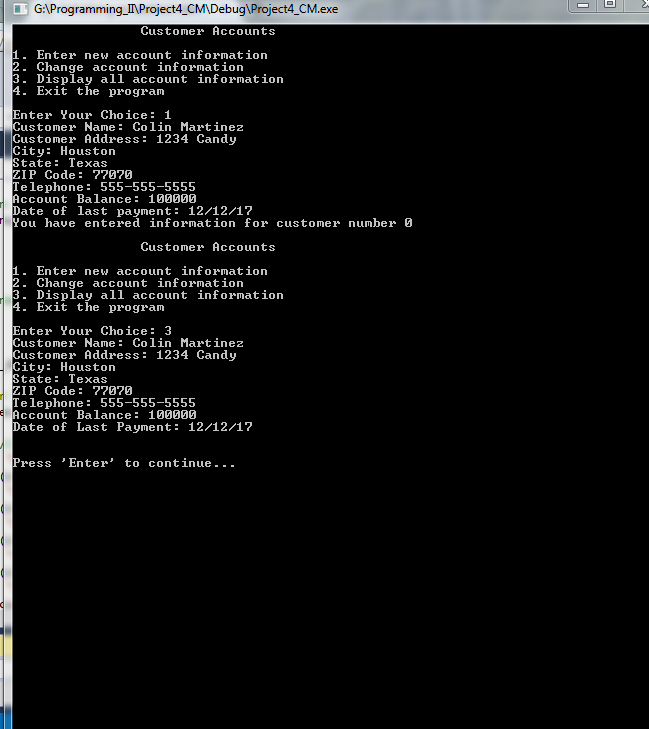 G:\Programming_II\Project4_CM\Debug\Project4_CM.exe
Customer Accounts
1. Enter new account information
2. Change account information
3. Display all account information
4. Exit the program
Enter Your Choice: 1
Customer Name: Colin Martinez
Customer Address: 1234 Candy
City: Houston
State: Texas
ZIP Code: 77070
Telephone: 555-555-5555
Account Balance: 100000
Date of last payment: 12/12/17
You have entered information for customer number 0
Customer Accounts
1. Enter new account information
2. Change account information
3. Display all account information
4. Exit the program
Enter Your Choice: 3
Customer Name: Colin Martinez
Customer Address: 1234 Candy
City: Houston
State: Texas
ZIP Code: 77070
Telephone: 555-555-5555
Account Balance: 100000
Date of Last Payment: 12/12/17
Press 'Enter' to continue...